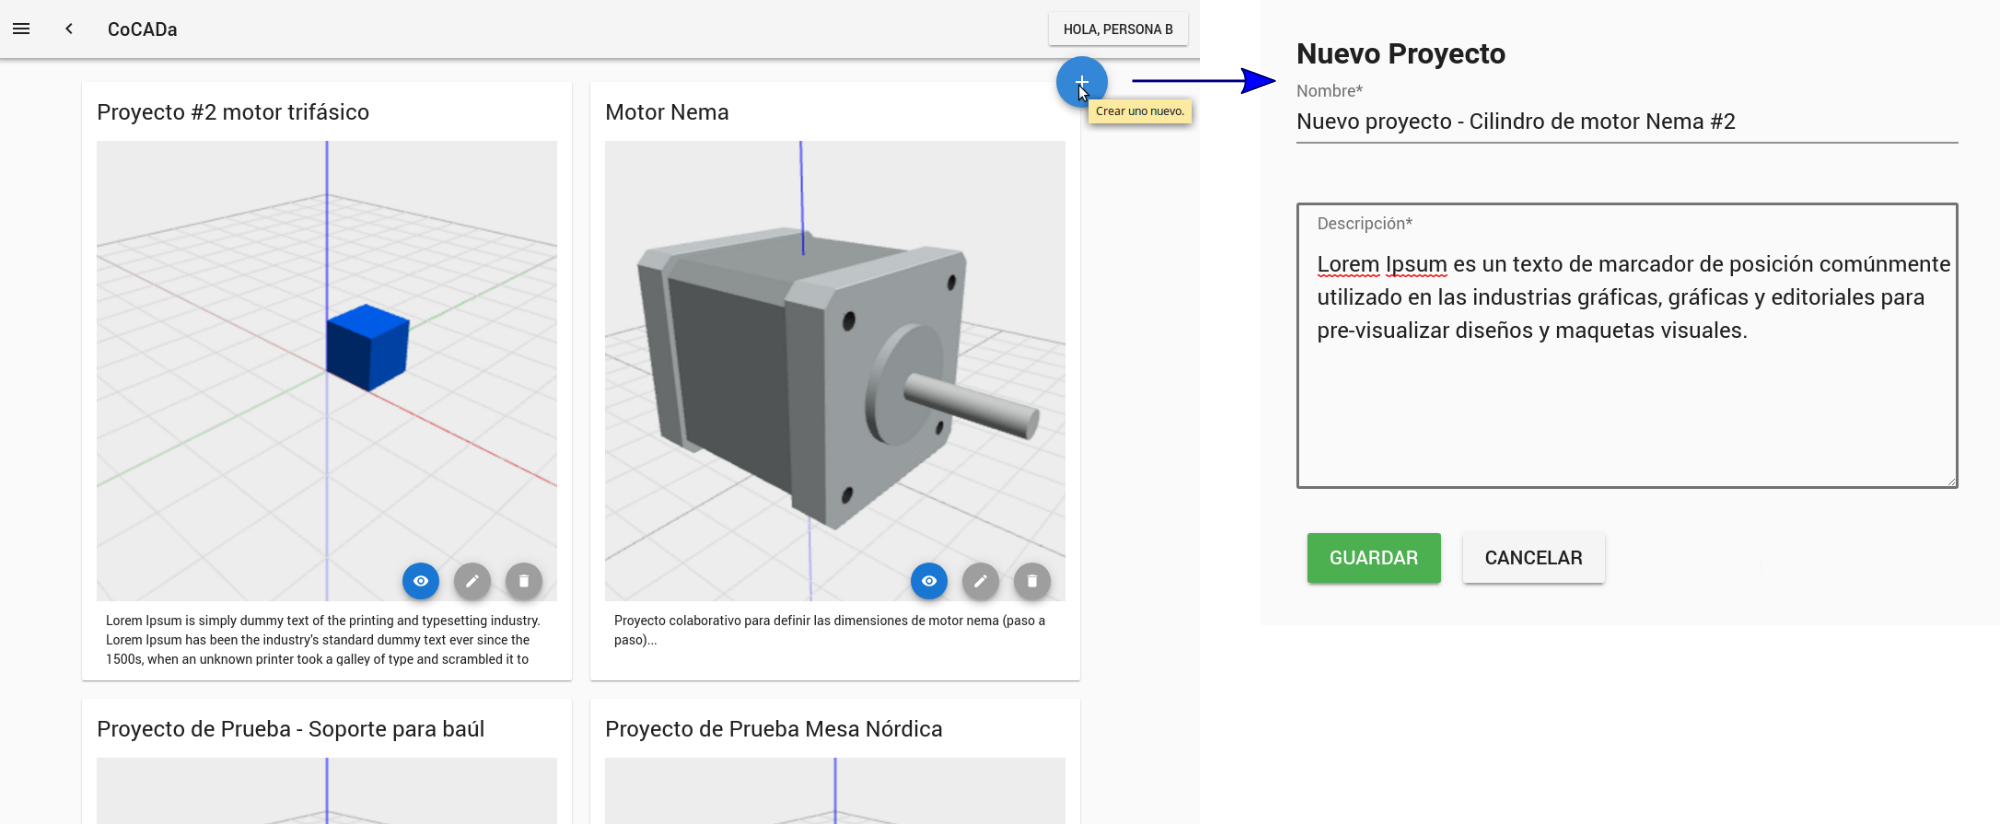 CoCADa
HOLA, PERSONA B
Crear uno nuevo.
Proyecto #2 motor trifásico
Lorem Ipsum is simply dummy text of the printing and typesetting industry.
Lorem Ipsum has been the industry's standard dummy text ever since the
1500s, when an unknown printer took a galley of type and scrambled it to
Motor Nema
Proyecto colaborativo para definir las dimensiones de motor nema (paso a
paso)...
Proyecto de Prueba - Soporte para baúl
Proyecto de Prueba Mesa Nórdica
Nuevo Proyecto
Nombre*
Nuevo proyecto - Cilindro de motor Nema #2
Descripción*
Lorem Ipsum es un texto de marcador de posición comúnmente
utilizado en las industrias gráficas, gráficas y editoriales para
pre-visualizar diseños y maquetas visuales.
GUARDAR
CANCELAR